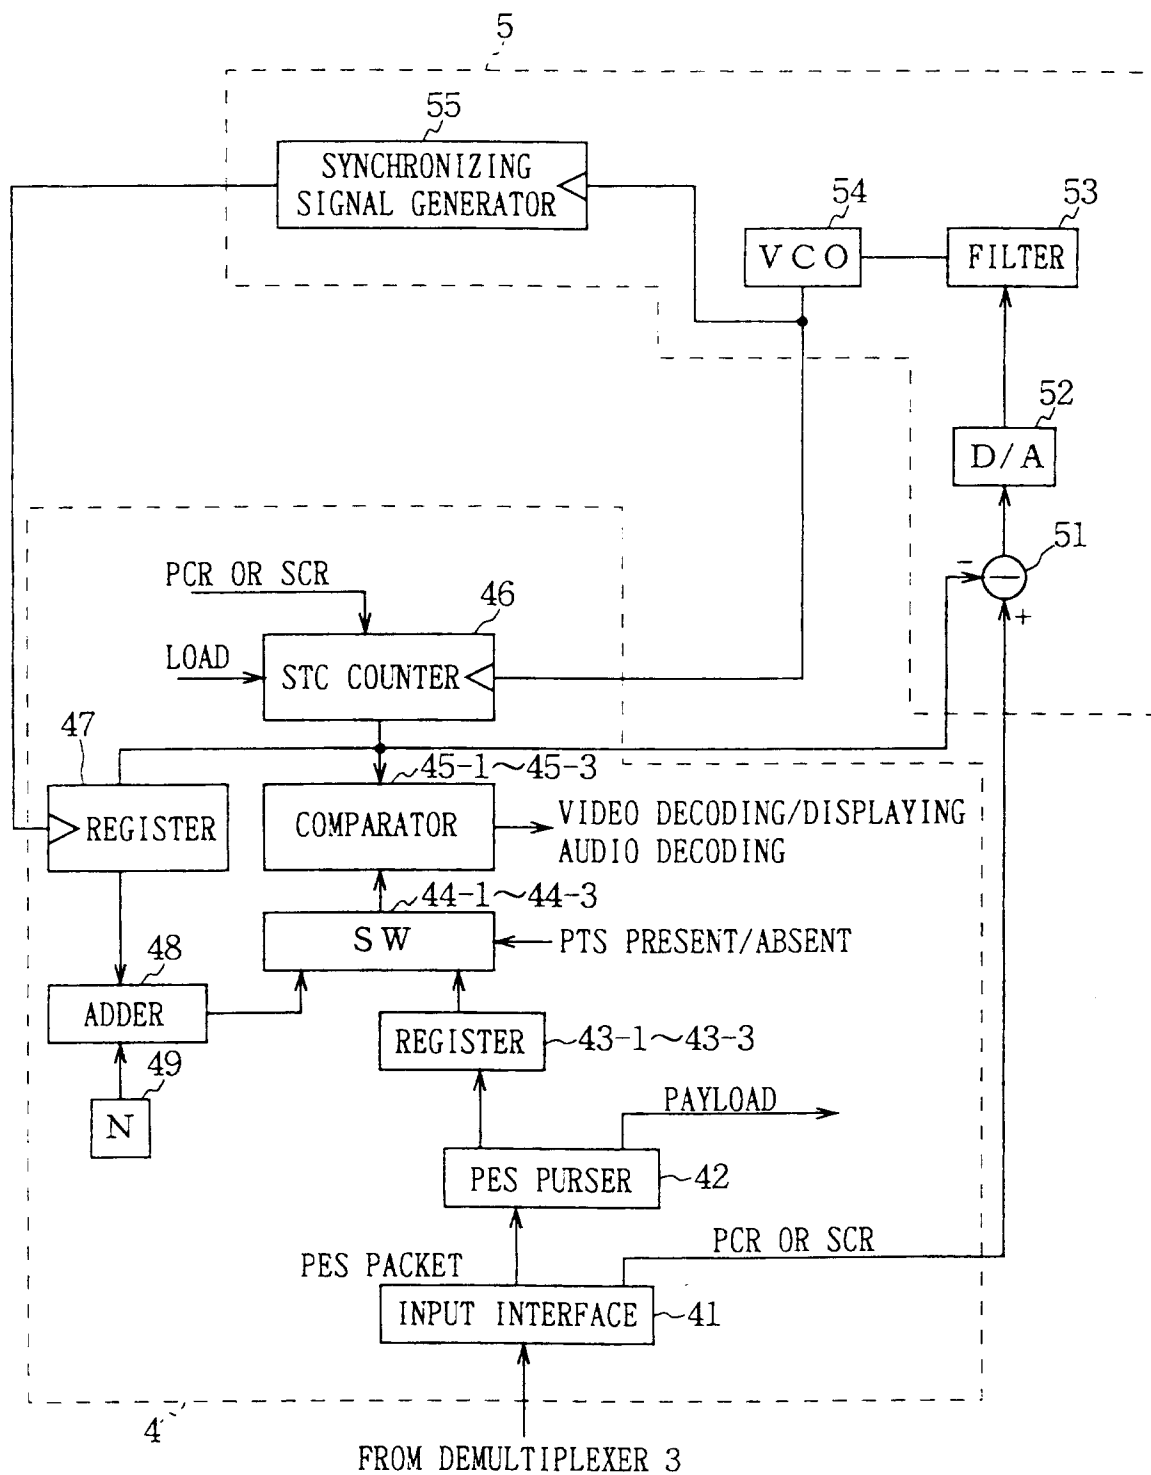 5
55
SYNCHRONIZING
SIGNAL GENERATOR
54
VCO
53
FILTER
52
D/A
51
-
+
PCR OR SCR
46
LOAD
STC COUNTER
47
REGISTER
45-1~45-3
COMPARATOR
VIDEO DECODING/DISPLAYING
AUDIO DECODING
44-1~44-3
SW
PTS PRESENT/ABSENT
48
ADDER
REGISTER
43-1~43-3
49
N
PAYLOAD
PES PURSER
42
PCR OR SCR
PES PACKET
INPUT INTERFACE
41
4
FROM DEMULTIPLEXER 3